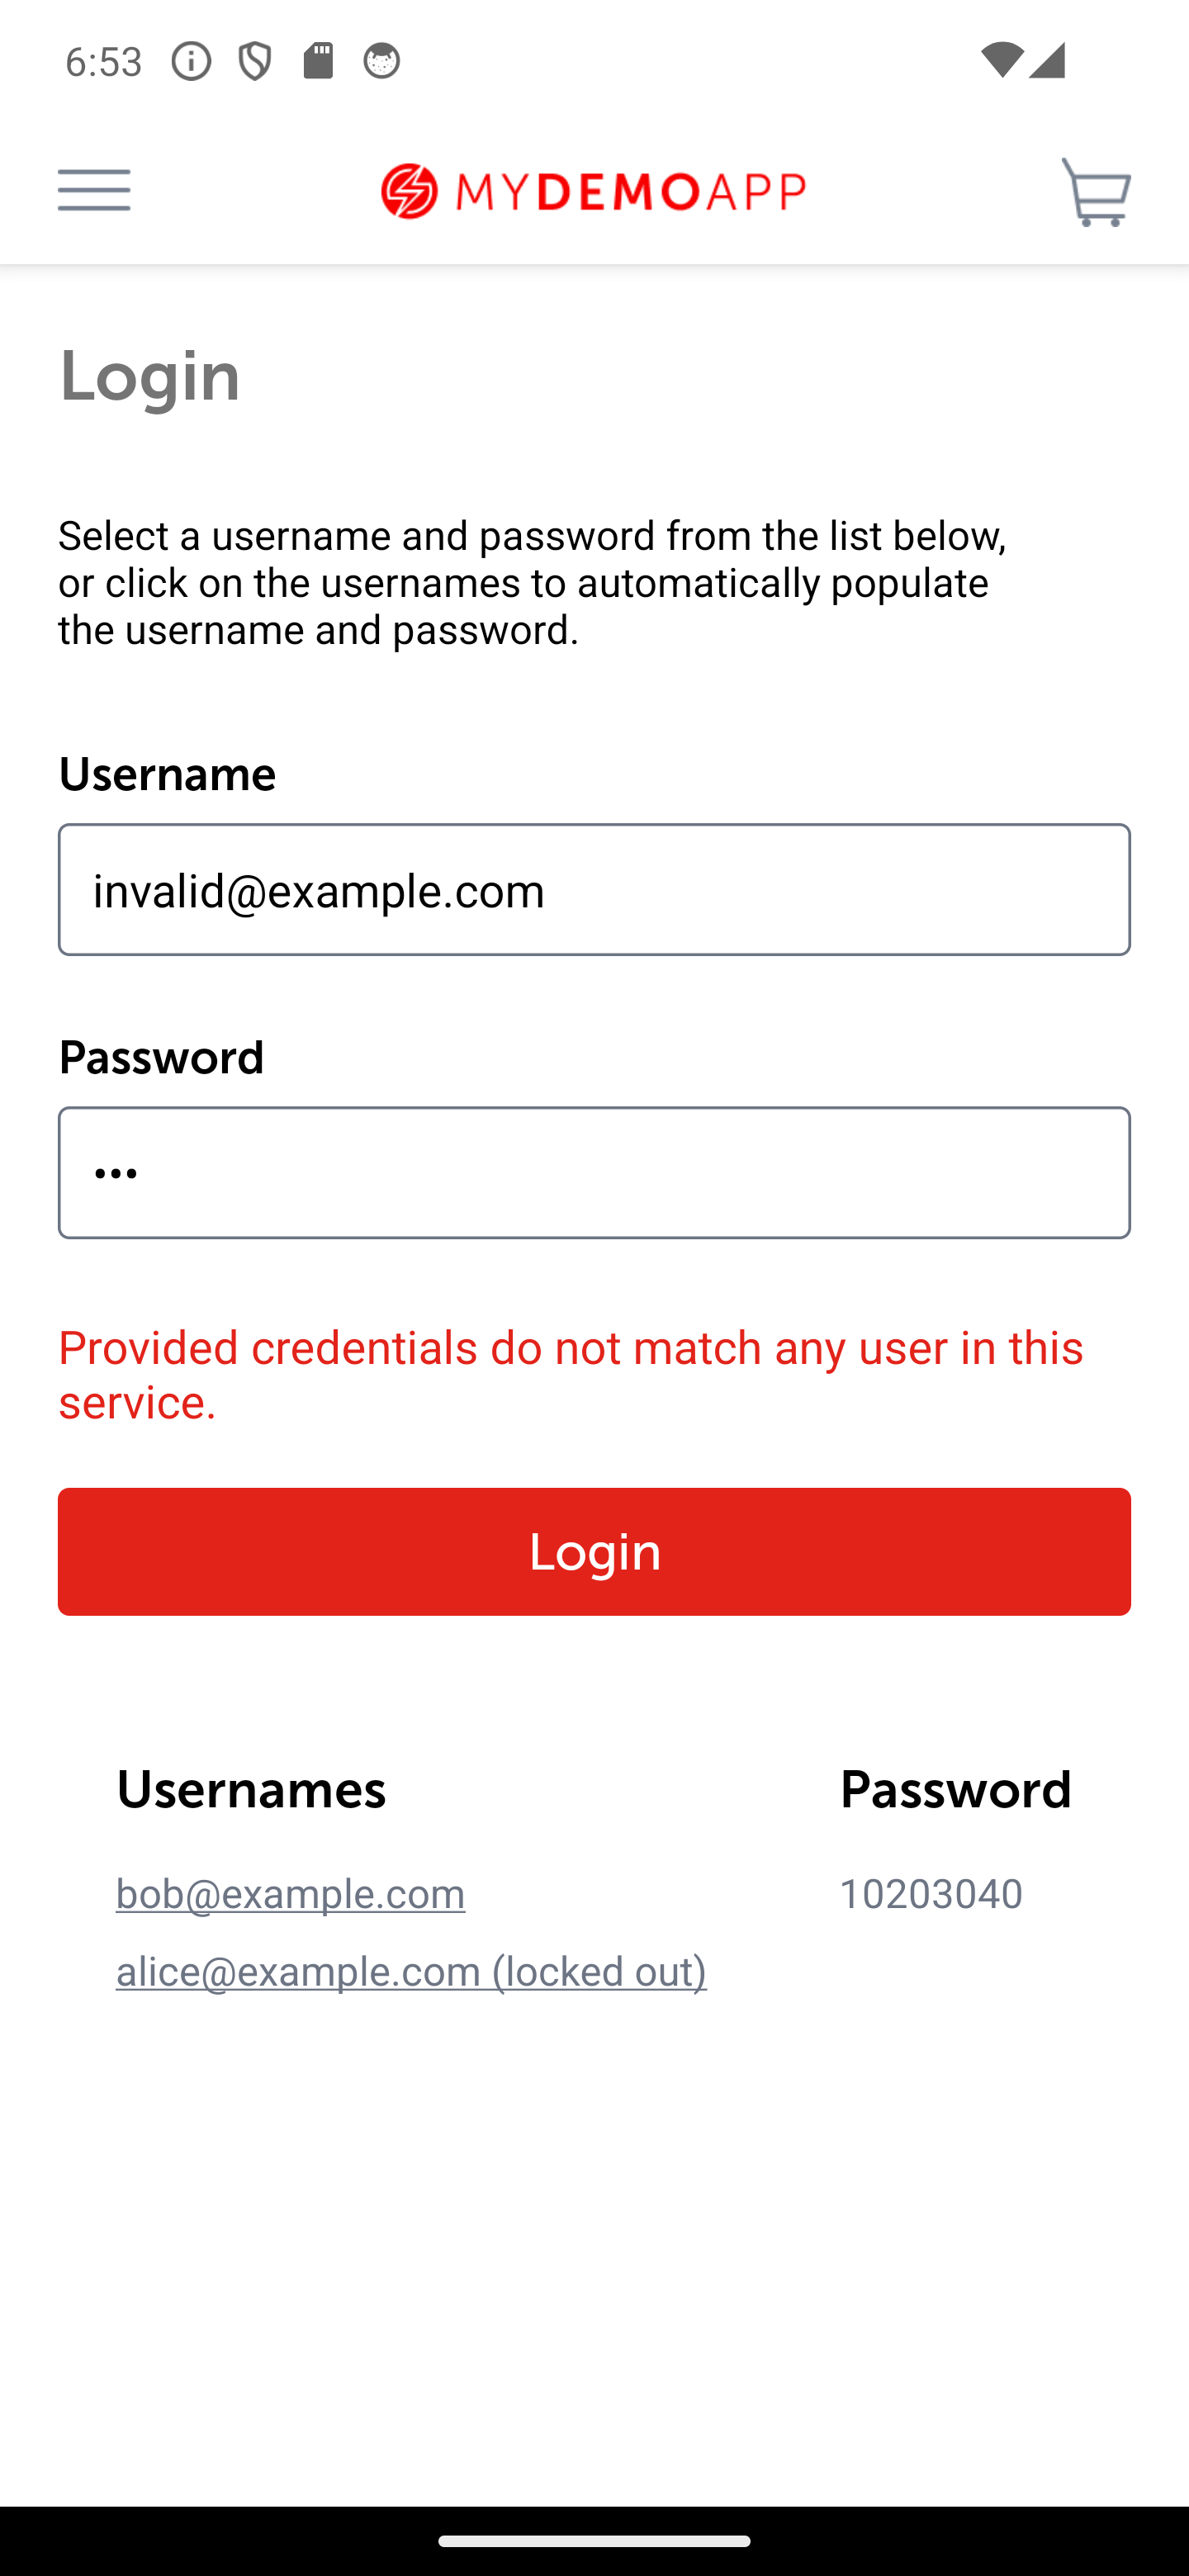 6:53
MYDEMOAPP
Login
Select a username and password from the list below,
or click on the usernames to automatically populate
the username and password.
Username
invalid@example.com
Password
•••
Provided credentials do not match any user in this
service.
Login
Usernames
Password
bob@example.com
10203040
alice@example.com (locked out)